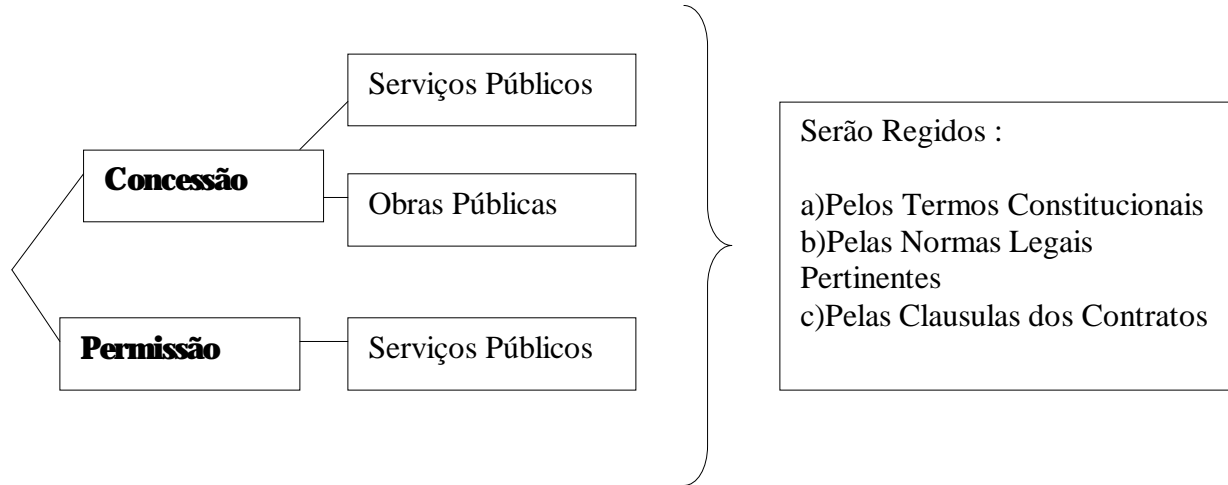 Serviços Públicos
Concessão
Obras Públicas
Permissão
Serviços Públicos
Serão Regidos :
a)Pelos Termos Constitucionais
b)Pelas Normas Legais
Pertinentes
c)Pelas Clausulas dos Contratos